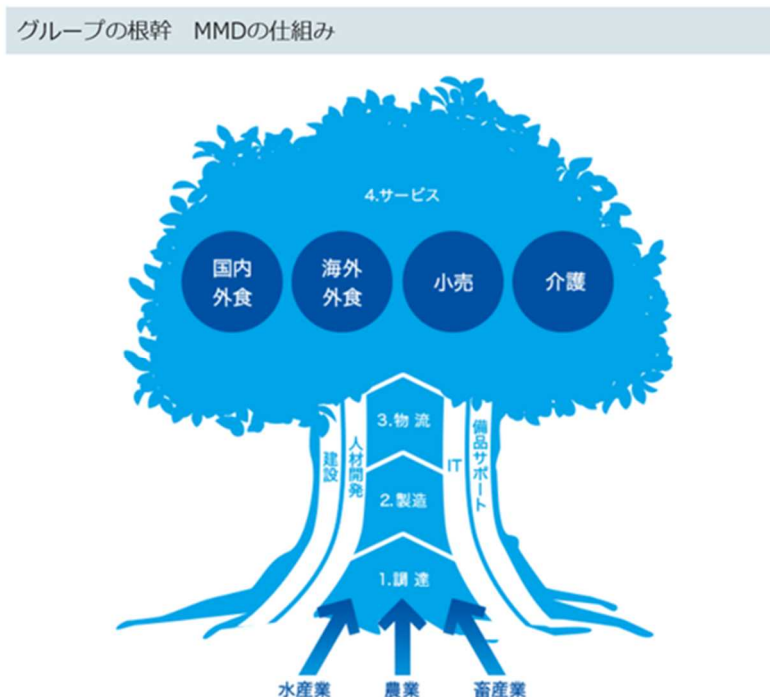 グループの根幹　MMDの仕組み
4.サービス
国内
外食
海外
外食
小売
介護
3.物流
建設
人材開発
IT
備品サポート
2.製造
1.調達
水産業
農業
畜産業